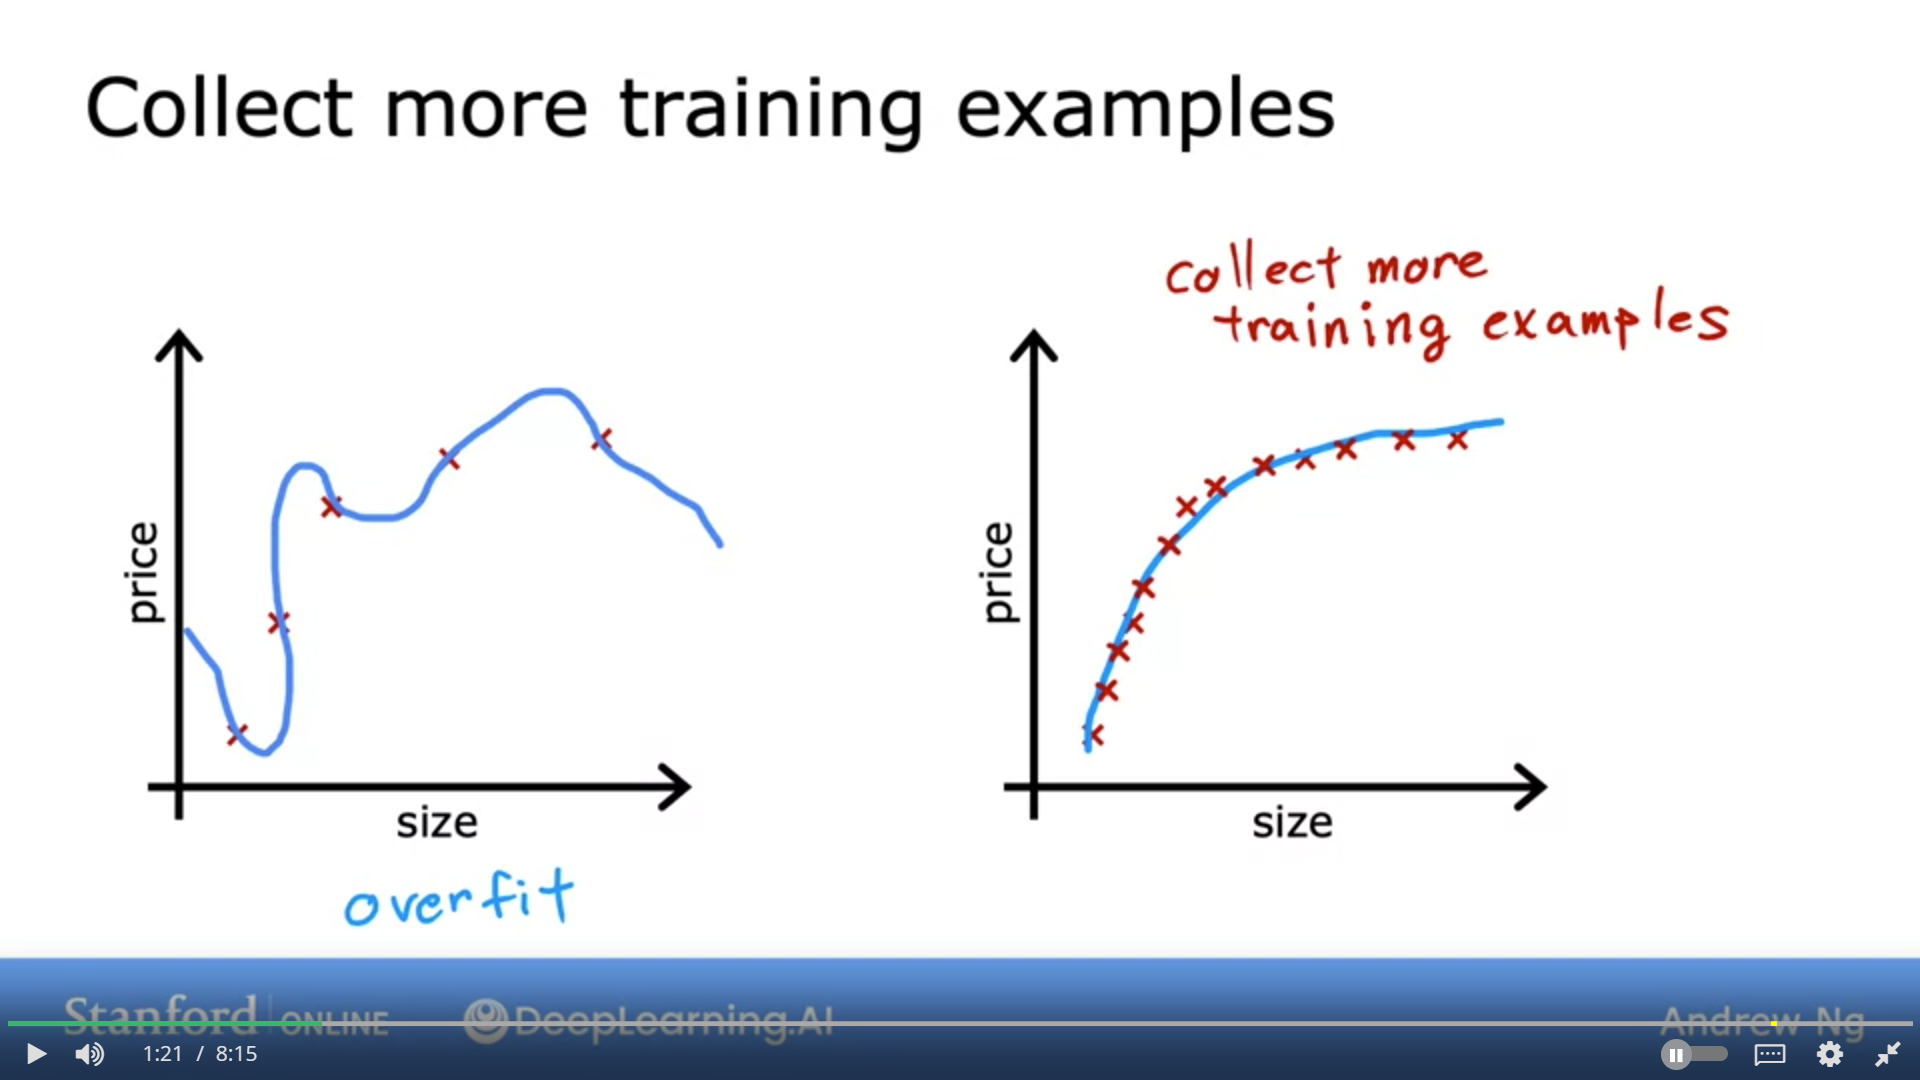 Collect more training examples
collect more
training examples
price
size
price
size
overfit
Stanford | ONLINE DeepLearning.AI Andrew Ng
1:21 / 8:15